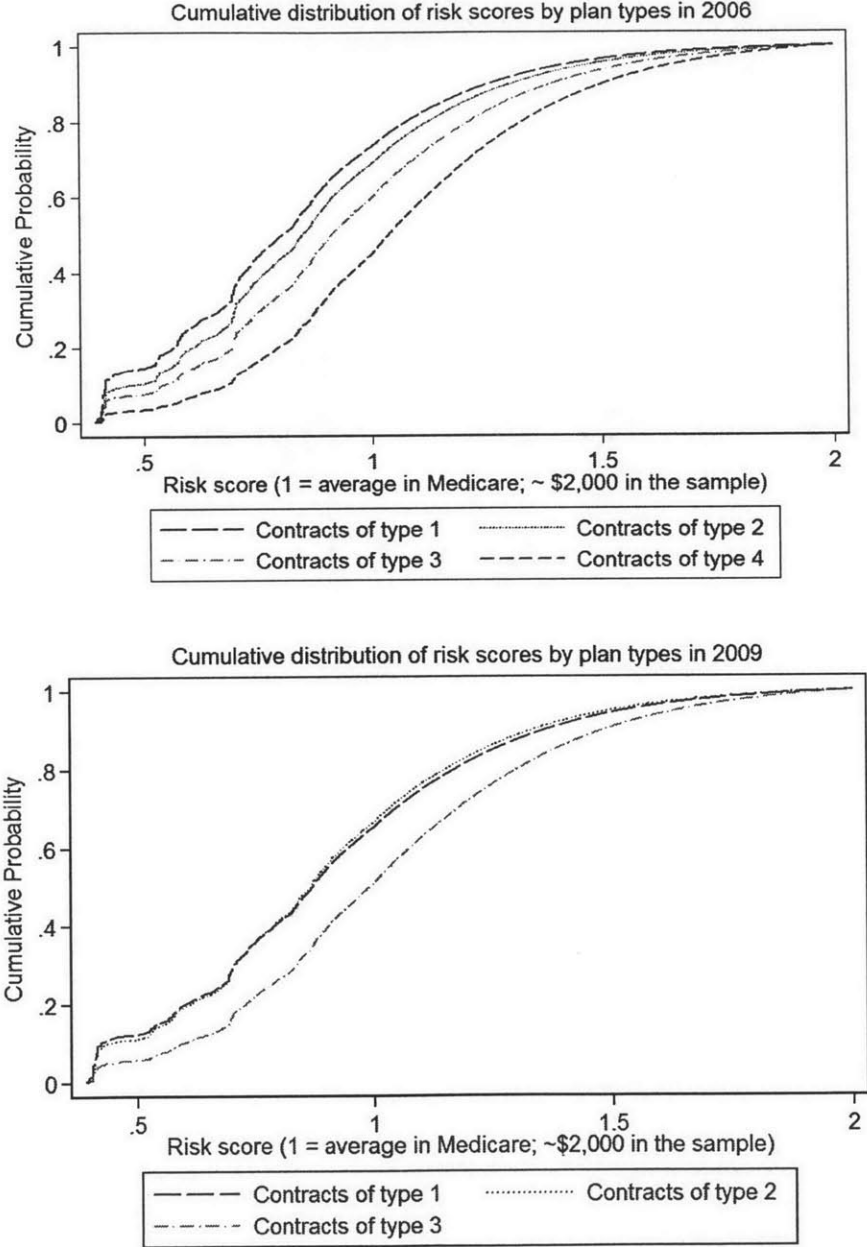 Cumulative distribution of risk scores by plan types in 2006
Cumulative Probability
1
.8
.6
.4
.2
0
.5 1 1.5 2
Risk score (1 = average in Medicare; ~ $2,000 in the sample)
Contracts of type 1 Contracts of type 2
Contracts of type 3 Contracts of type 4
Cumulative distribution of risk scores by plan types in 2009
Cumulative Probability
1
.8
.6
.4
.2
0
.5 1 1.5 2
Risk score (1 = average in Medicare; ~$2,000 in the sample)
Contracts of type 1 Contracts of type 2
Contracts of type 3